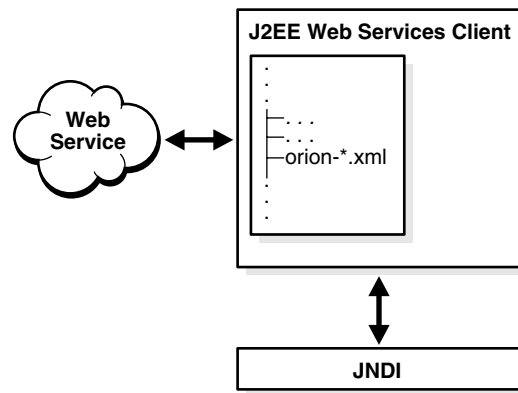 J2EE Web Services Client
.
.
.
. . .
. . .
orion-*.xml
.
.
.
Web
Service
JNDI